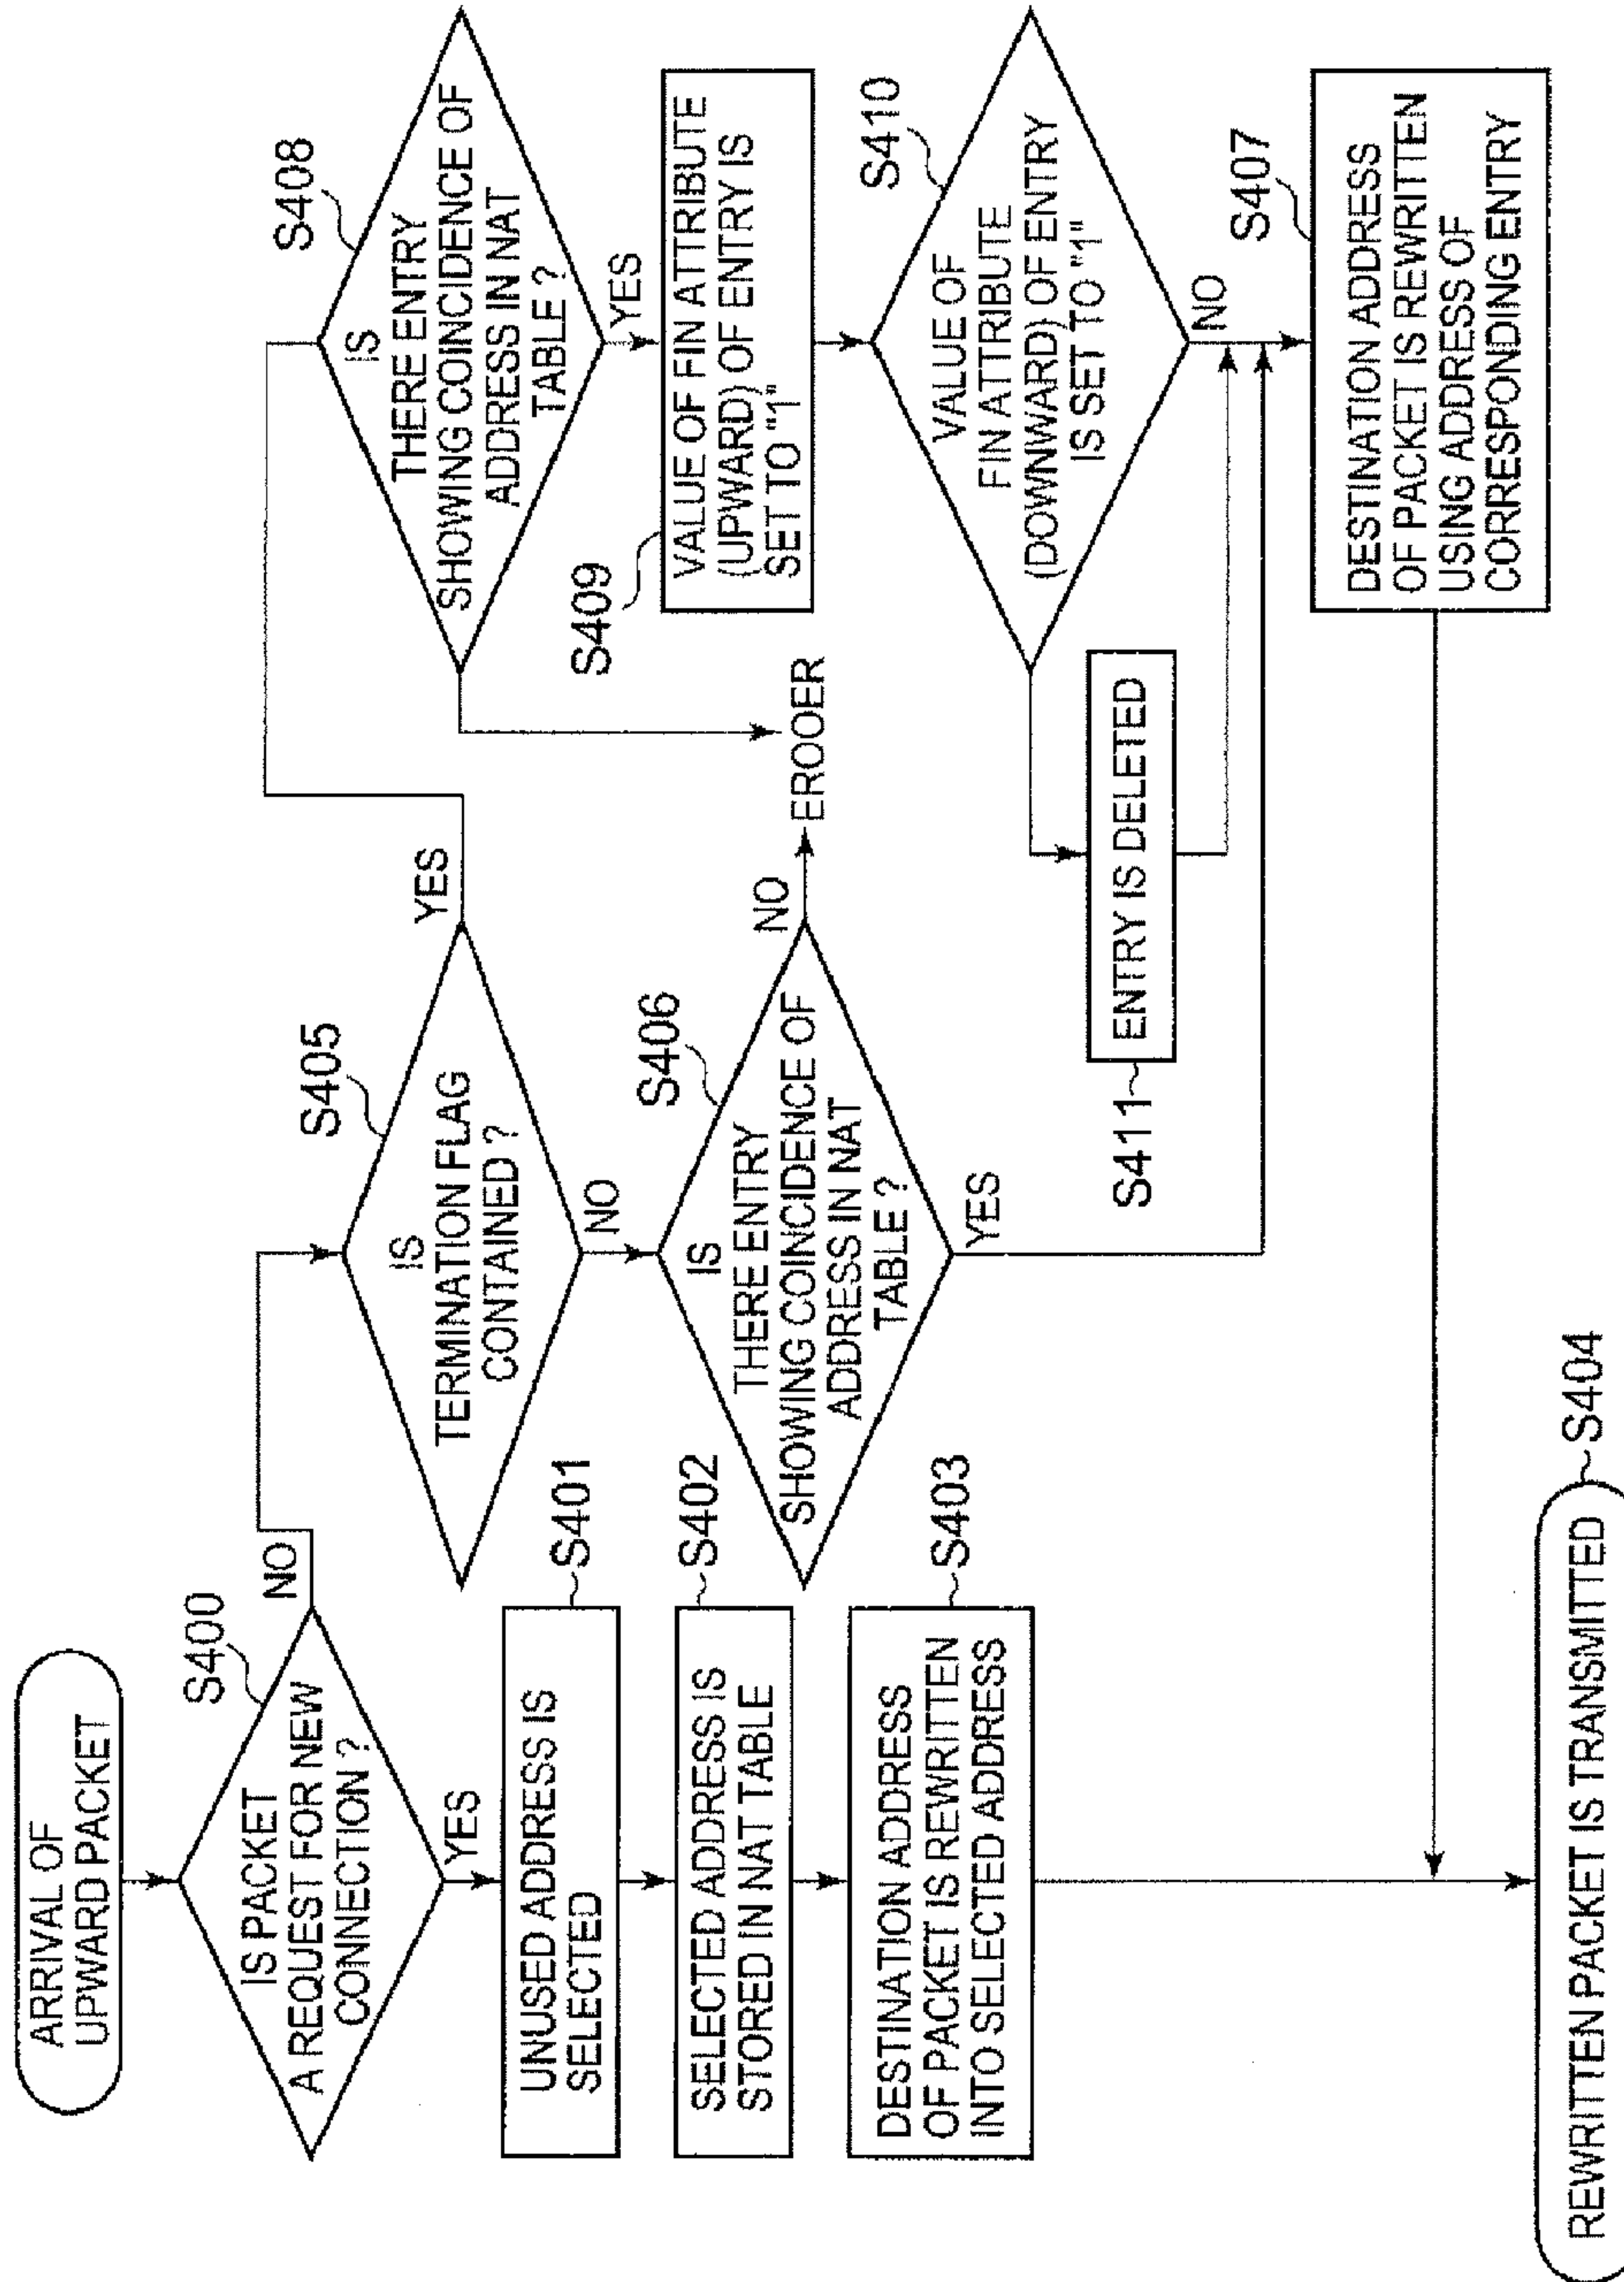 ARRIVAL OF
UPWARD PACKET
S400
IS PACKET
A REQUEST FOR NEW
CONNECTION ?
NO
YES
UNUSED ADDRESS IS
SELECTED
S401
SELECTED ADDRESS IS
STORED IN NAT TABLE
S402
DESTINATION ADDRESS
OF PACKET IS REWRITTEN
INTO SELECTED ADDRESS
S403
REWRITTEN PACKET IS TRANSMITTED
S404
S405
IS
TERMINATION FLAG
CONTAINED ?
YES
NO
S406
IS
THERE ENTRY
SHOWING COINCIDENCE OF
ADDRESS IN NAT
TABLE ?
NO
EROOER
YES
S408
IS
THERE ENTRY
SHOWING COINCIDENCE OF
ADDRESS IN NAT
TABLE ?
YES
S409
VALUE OF FIN ATTRIBUTE
(UPWARD) OF ENTRY IS
SET TO "1"
S410
VALUE OF
FIN ATTRIBUTE
(DOWNWARD) OF ENTRY
IS SET TO "1"
NO
S411
ENTRY IS DELETED
S407
DESTINATION ADDRESS
OF PACKET IS REWRITTEN
USING ADDRESS OF
CORRESPONDING ENTRY